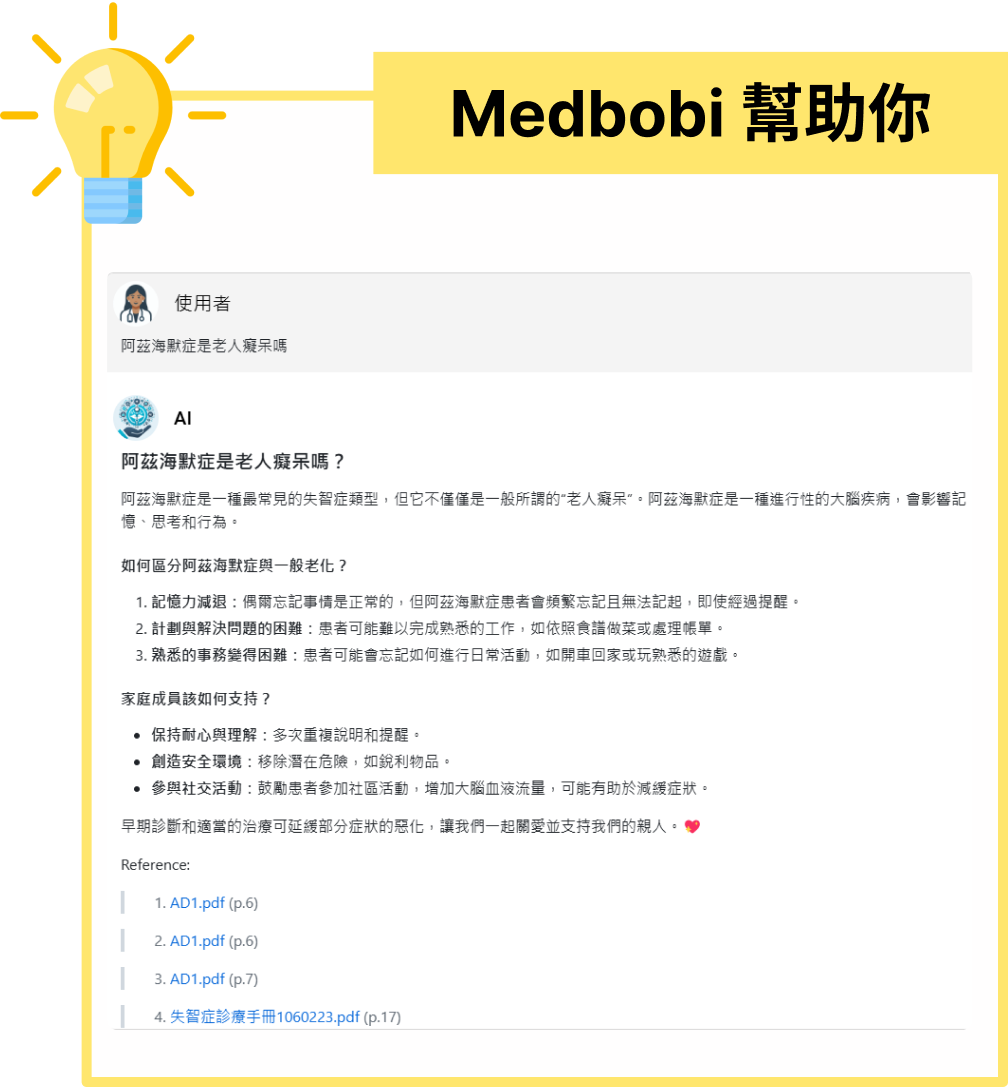 Medbobi 幫助你
使用者
阿茲海默症是老人癡呆嗎
AI
阿茲海默症是老人癡呆嗎？
阿茲海默症是一種最常見的失智症類型，但它不僅僅是一般所謂的"老人癡呆"。阿茲海默症是一種進行性的大腦疾病，會影響記
憶、思考和行為。
如何區分阿茲海默症與一般老化？
1. 記憶力減退：偶爾忘記事情是正常的，但阿茲海默症患者會頻繁忘記且無法記起，即使經過提醒。
2. 計劃與解決問題的困難：患者可能難以完成熟悉的工作，如依照食譜做菜或處理帳單。
3. 熟悉的事務變得困難：患者可能會忘記如何進行日常活動，如開車回家或玩熟悉的遊戲。
家庭成員該如何支持？
• 保持耐心與理解：多次重複說明和提醒。
• 創造安全環境：移除潛在危險，如銳利物品。
• 參與社交活動：鼓勵患者參加社區活動，增加大腦血液流量，可能有助於減緩症狀。
早期診斷和適當的治療可延緩部分症狀的惡化，讓我們一起關愛並支持我們的親人。💖
Reference:
1. AD1.pdf (p.6)
2. AD1.pdf (p.6)
3. AD1.pdf (p.7)
4. 失智症診療手冊1060223.pdf (p.17)